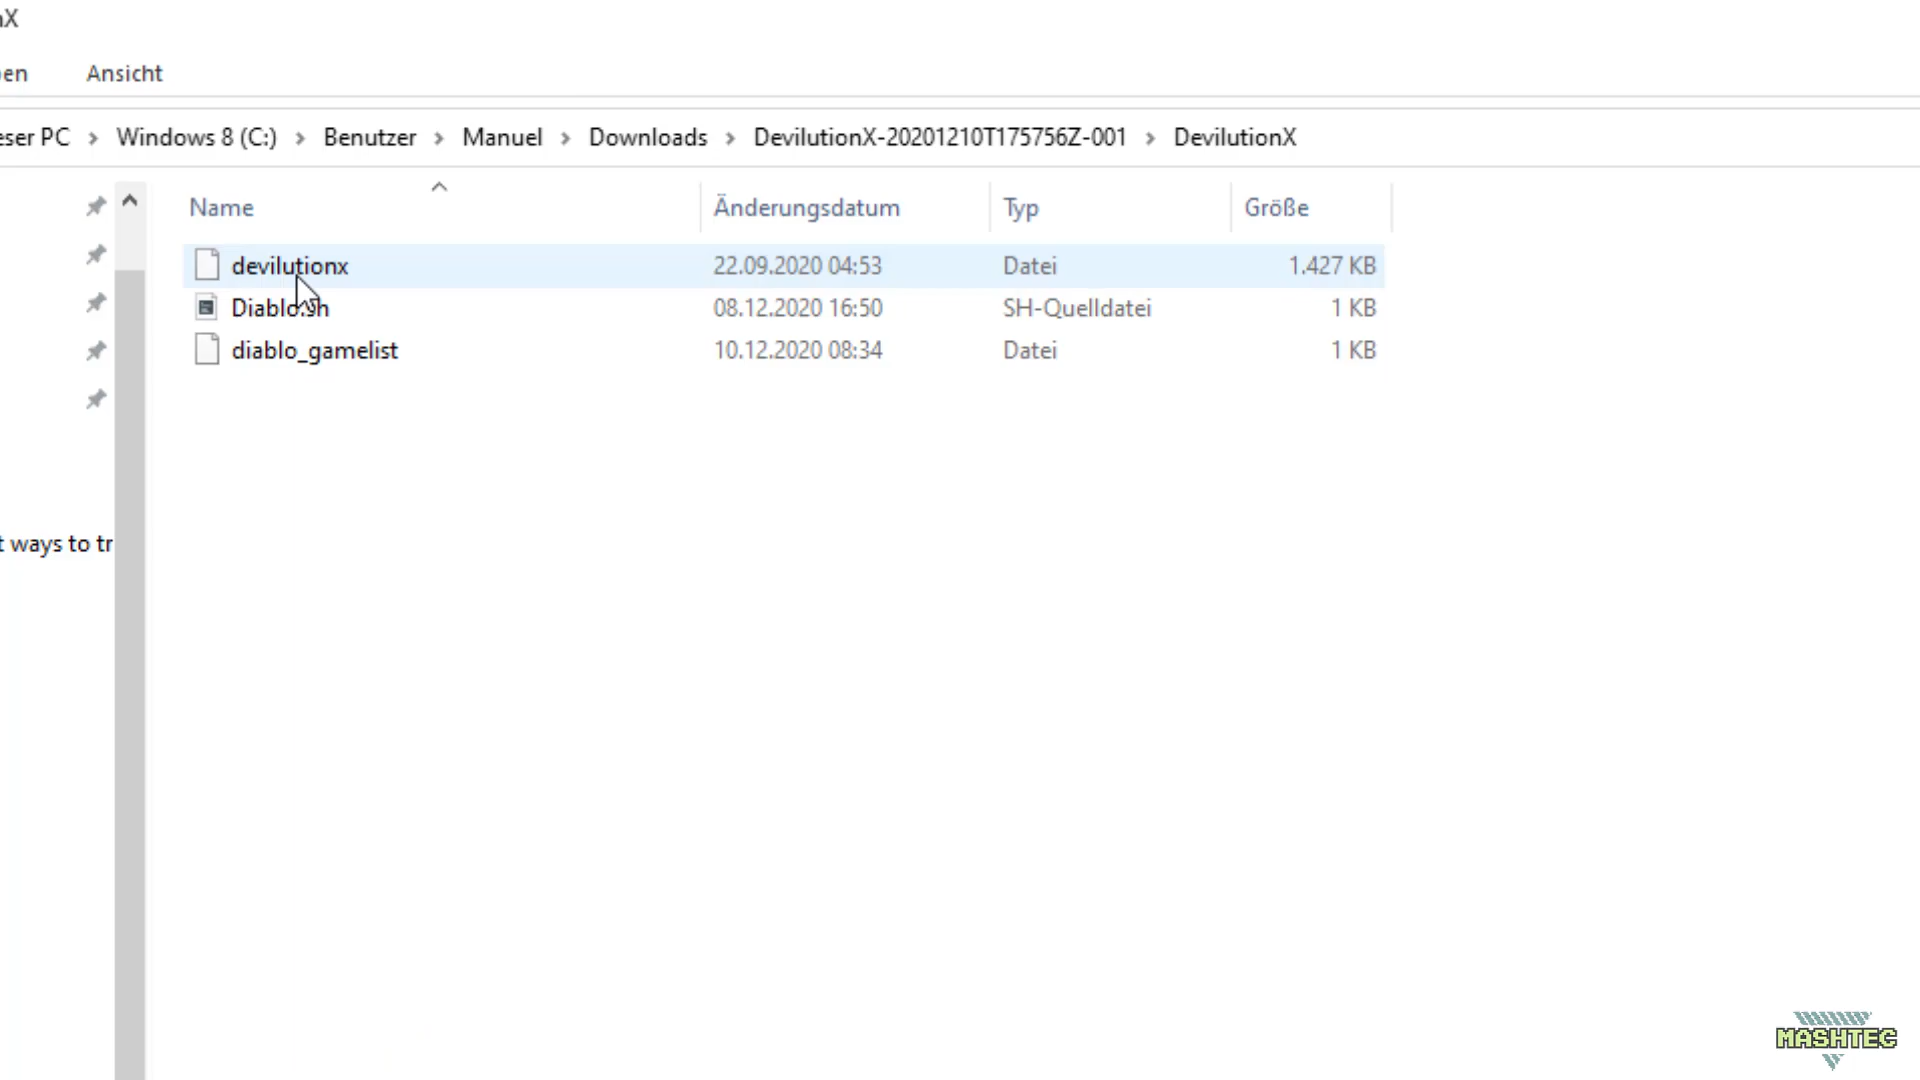 nX
en Ansicht
eser PC > Windows 8 (C:) > Benutzer > Manuel > Downloads > DevilutionX-20201210T175756Z-001 > DevilutionX
Name Änderungsdatum Typ Größe
devilutionx 22.09.2020 04:53 Datei 1.427 KB
Diablo.sh 08.12.2020 16:50 SH-Quelldatei 1 KB
diablo_gamelist 10.12.2020 08:34 Datei 1 KB
t ways to tr
MASHTEC